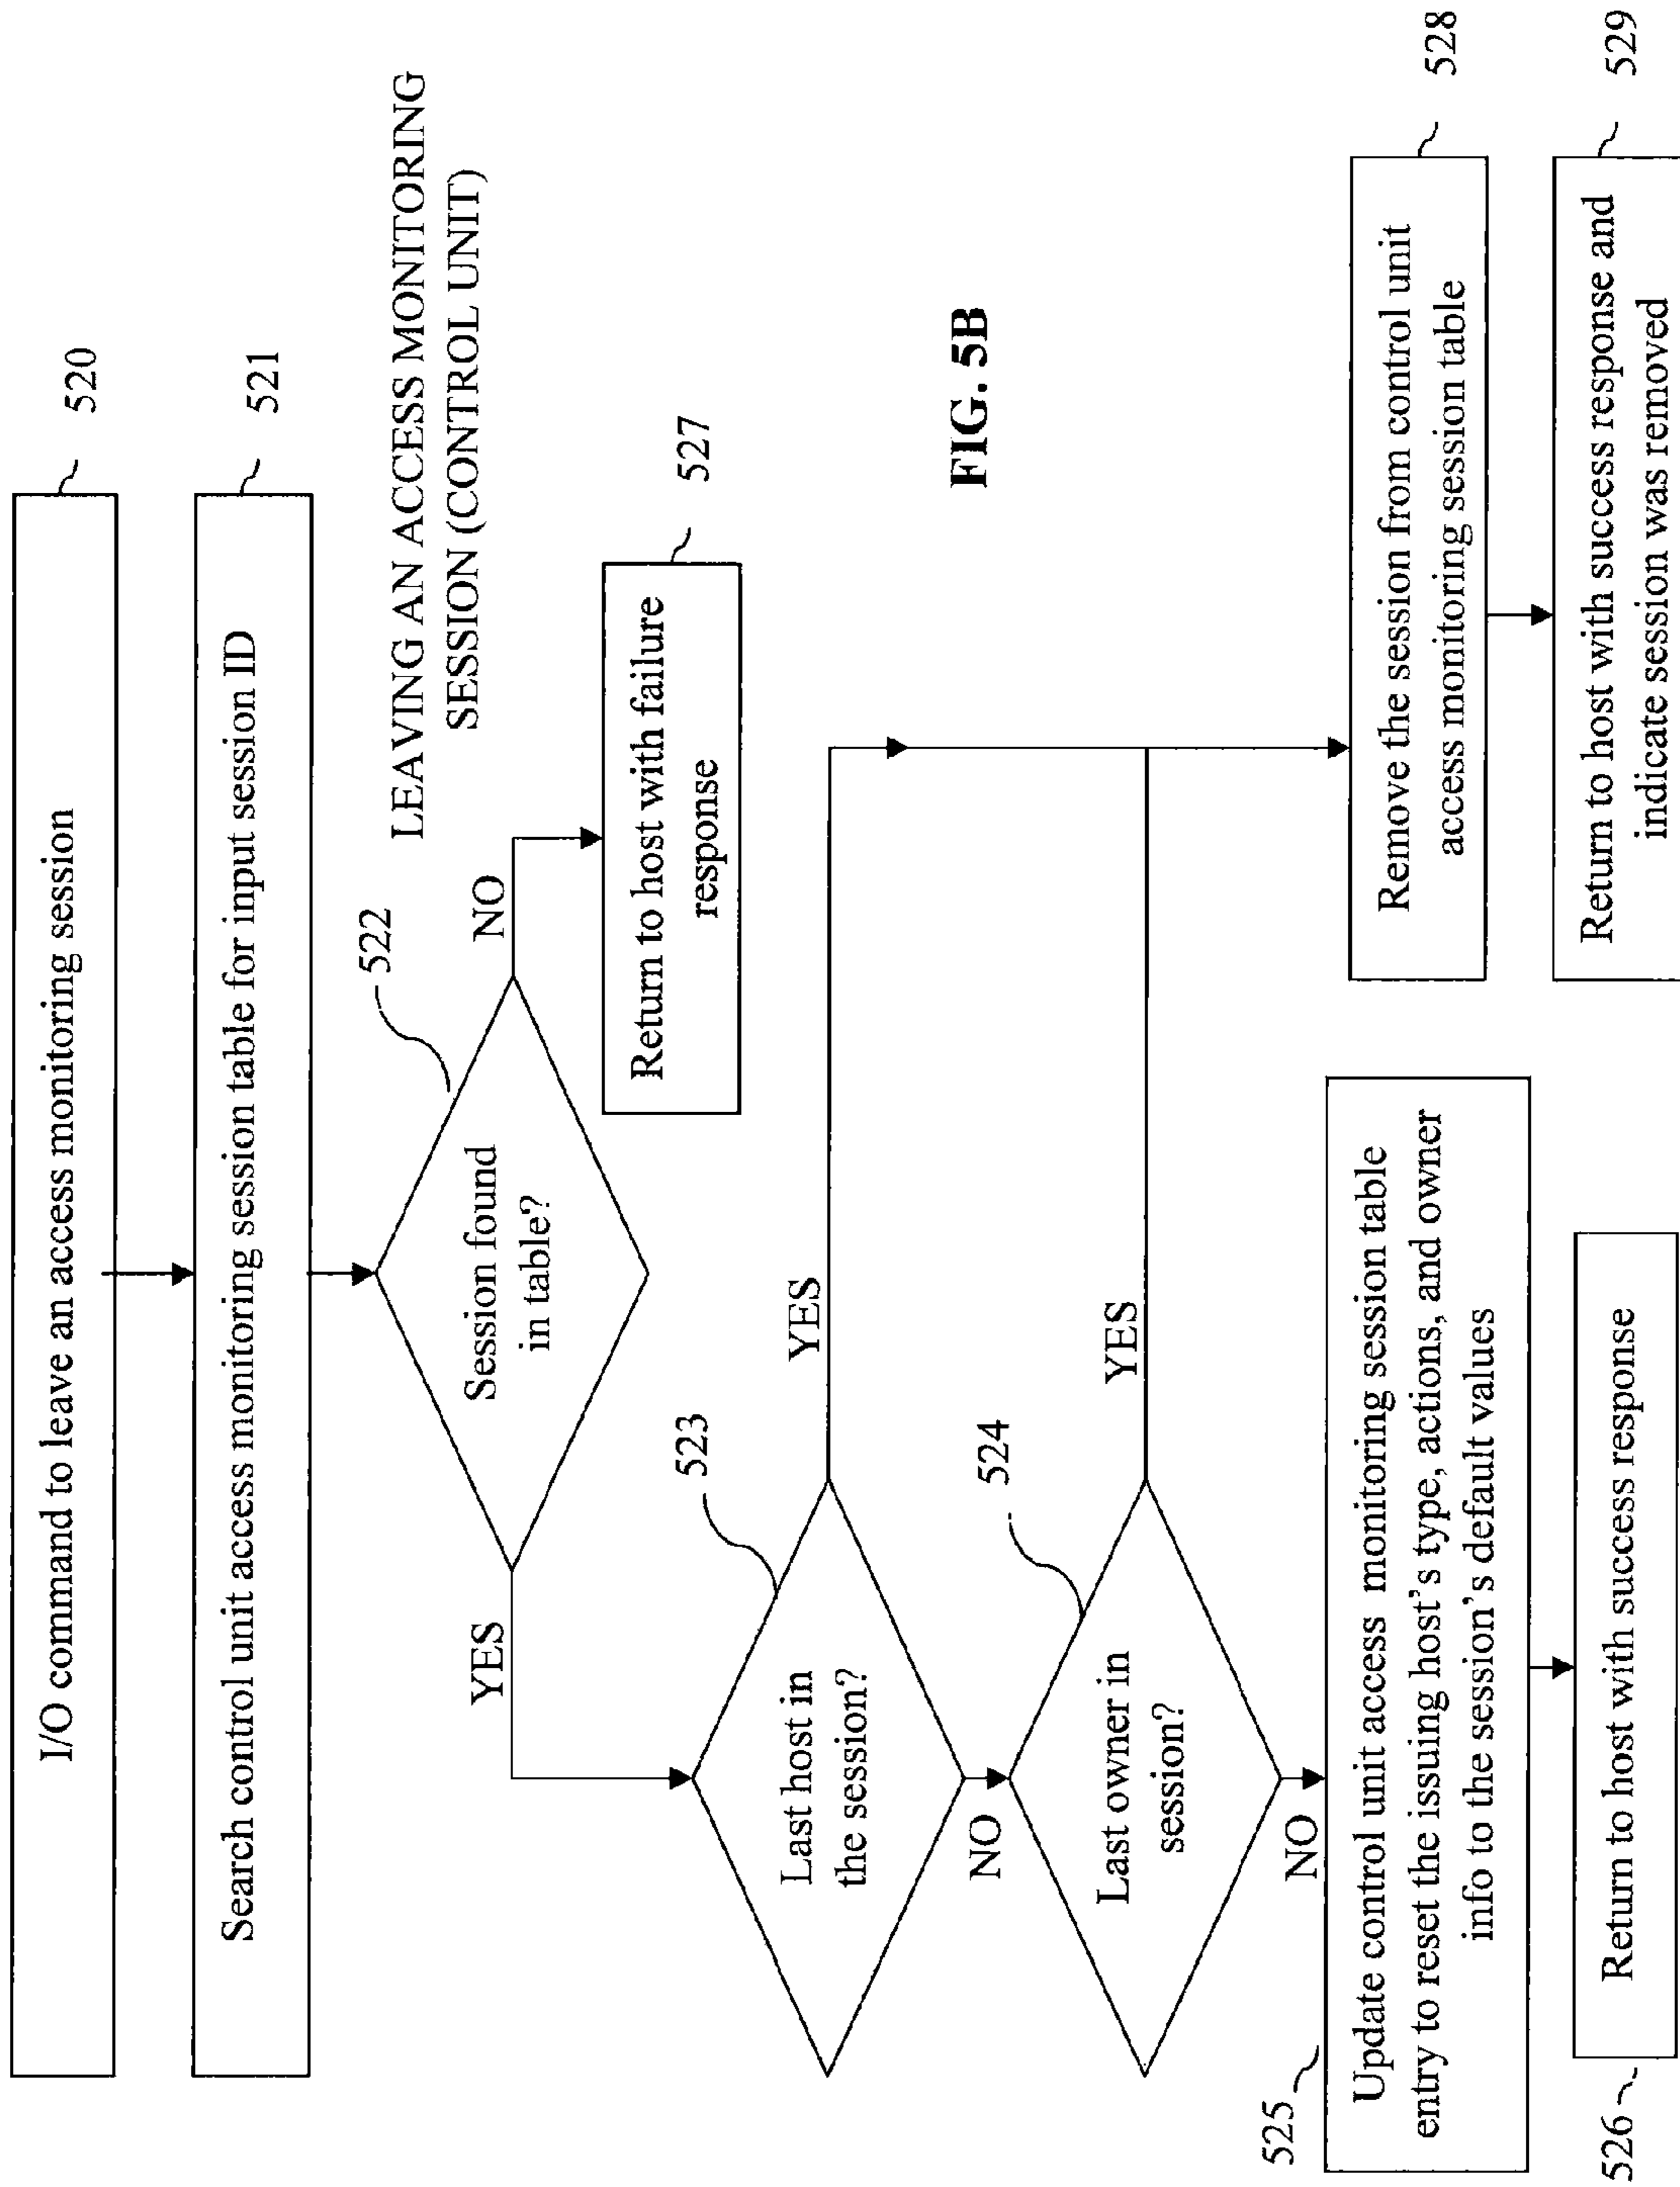 I/O command to leave an access monitoring session
520
Search control unit access monitoring session table for input session ID
521
LEAVING AN ACCESS MONITORING
SESSION (CONTROL UNIT)
522
Session found
in table?
NO
YES
Return to host with failure
response
527
523
Last host in
the session?
YES
NO
FIG. 5B
524
Last owner in
session?
YES
NO
525
Update control unit access monitoring session table
entry to reset the issuing host's type, actions, and owner
info to the session's default values
Remove the session from control unit
access monitoring session table
528
526
Return to host with success response
Return to host with success response and
indicate session was removed
529